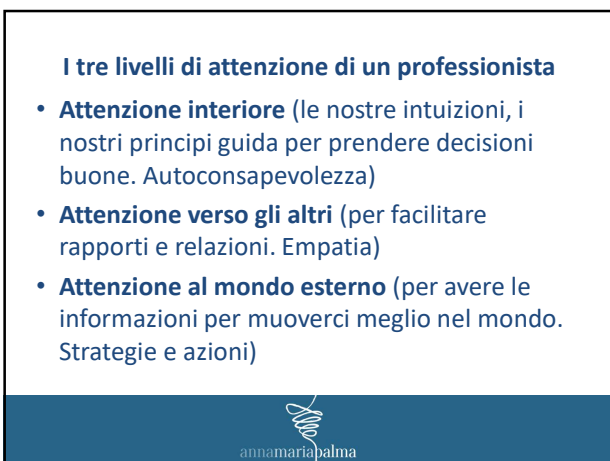 I tre livelli di attenzione di un professionista
• Attenzione interiore (le nostre intuizioni, i
nostri principi guida per prendere decisioni
buone. Autoconsapevolezza)
• Attenzione verso gli altri (per facilitare
rapporti e relazioni. Empatia)
• Attenzione al mondo esterno (per avere le
informazioni per muoverci meglio nel mondo.
Strategie e azioni)
annamariapalma